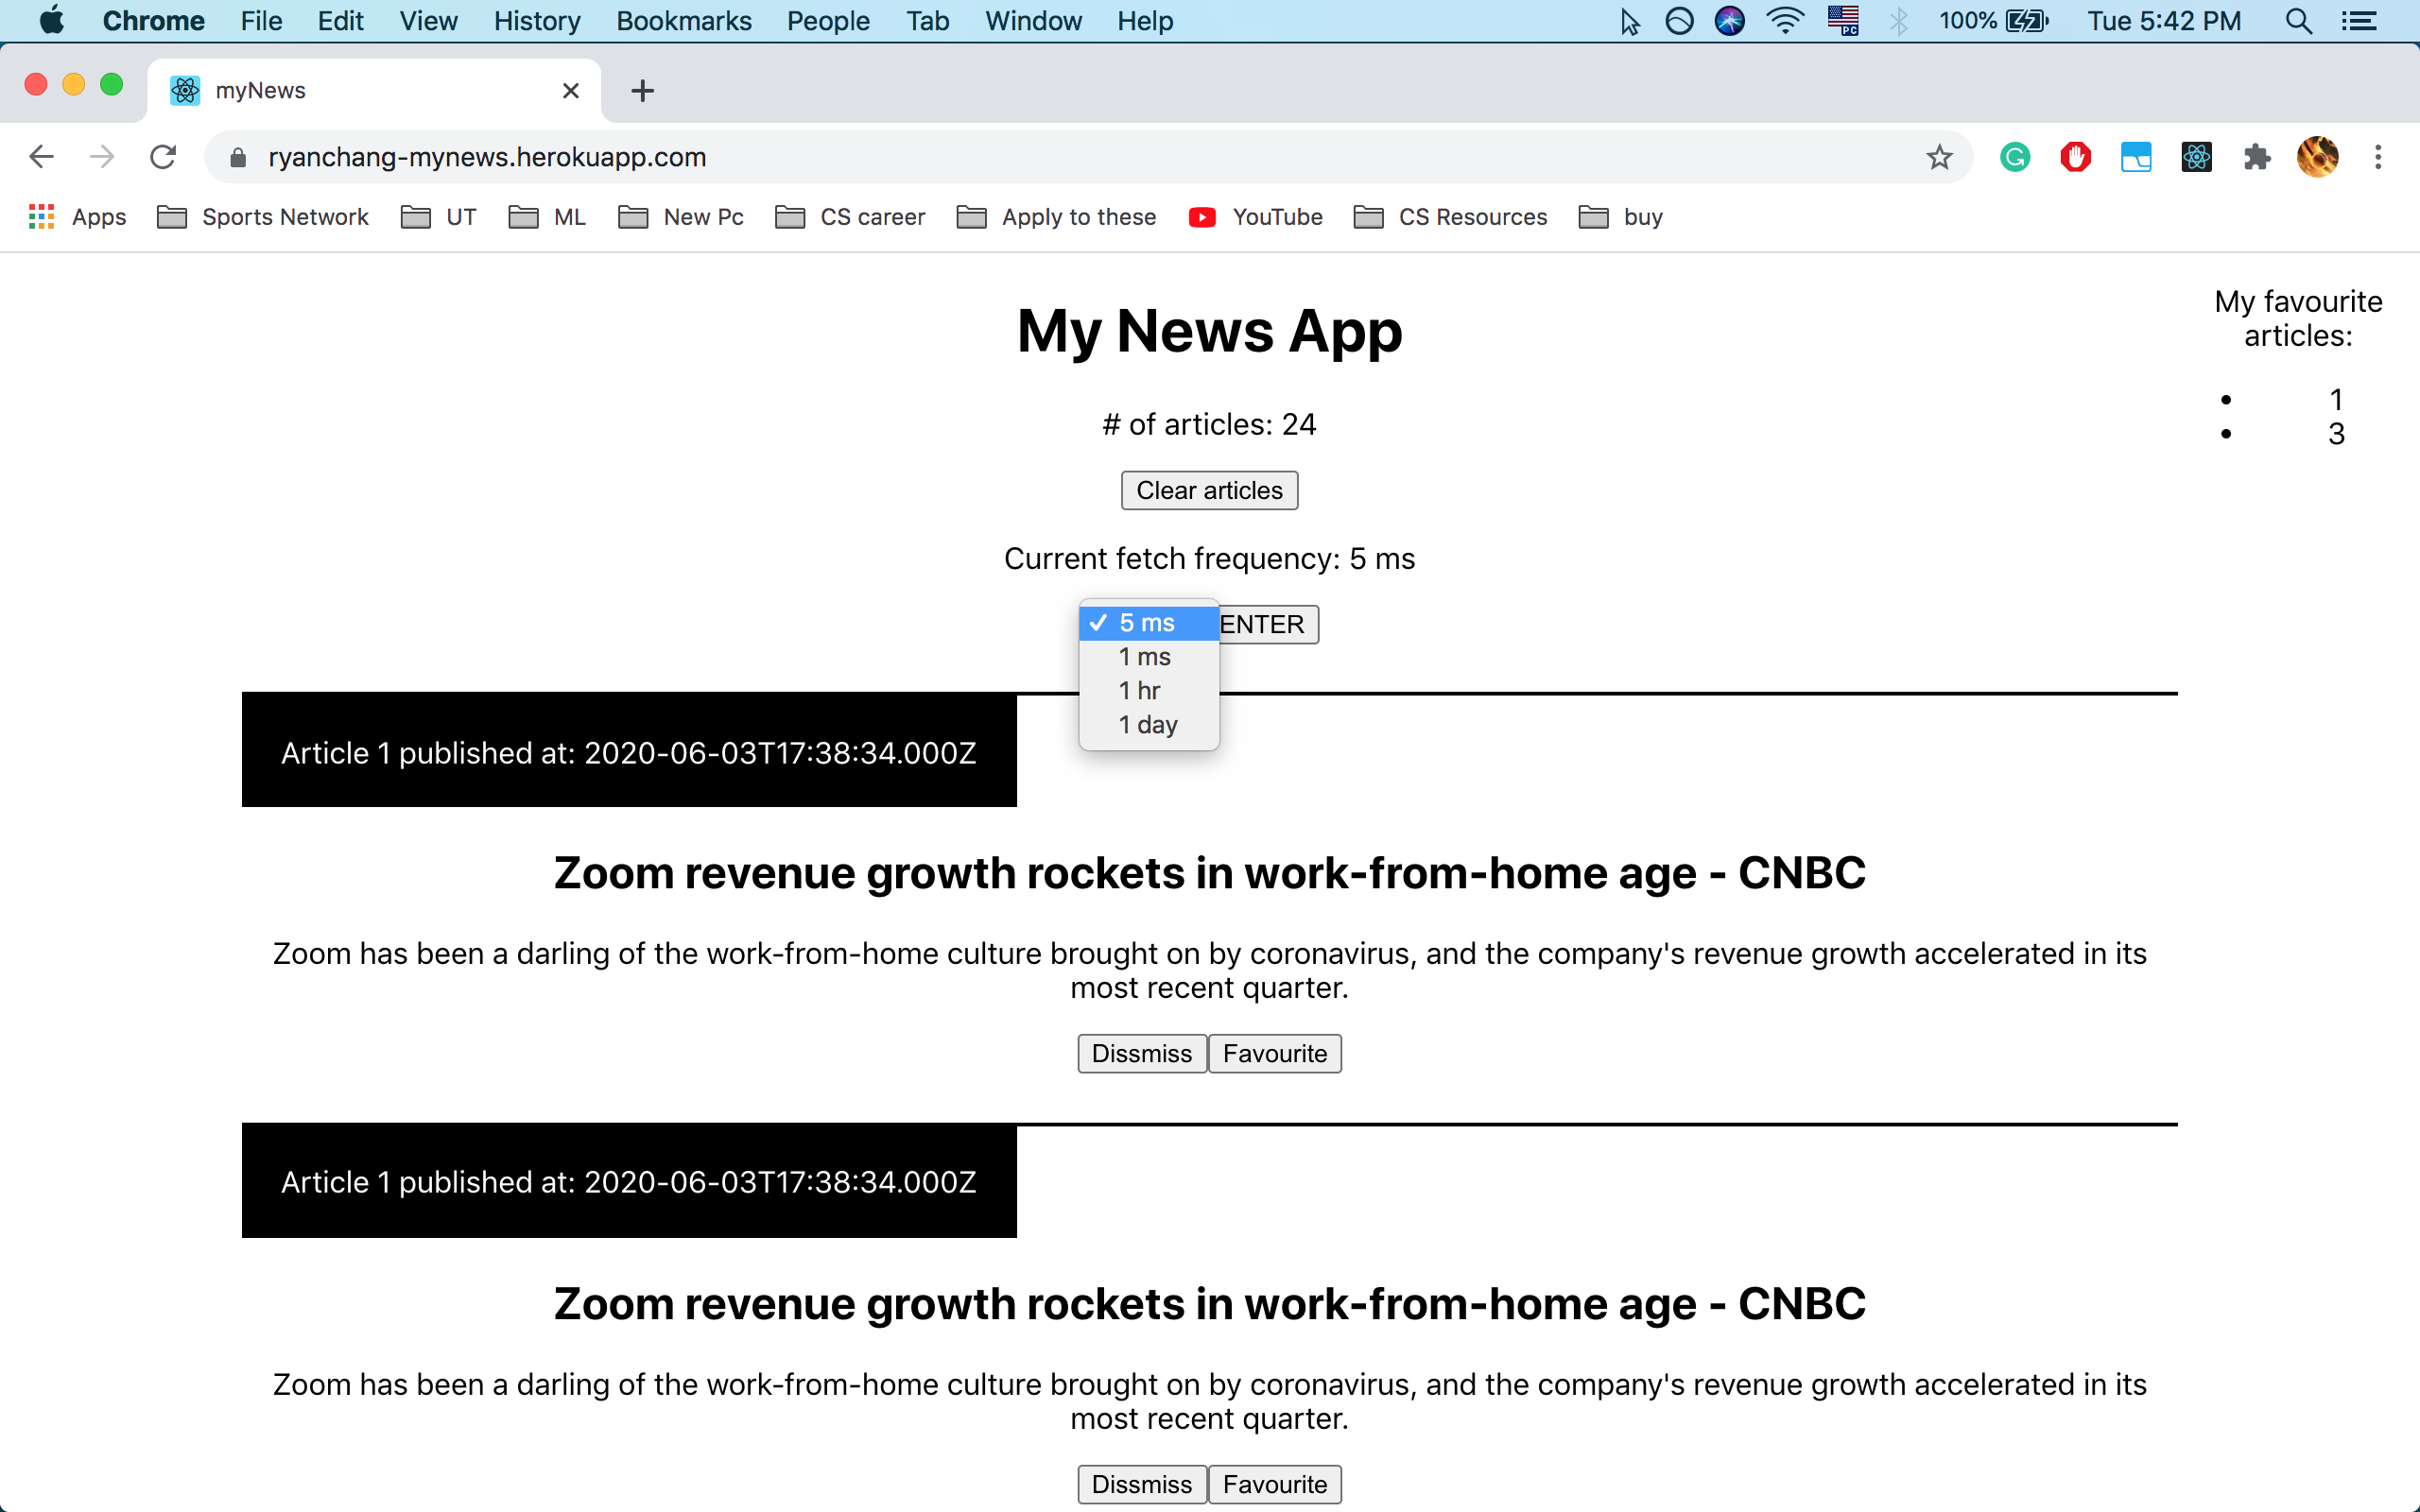 Chrome File Edit View History Bookmarks People Tab Window Help PC 100% Tue 5:42 PM
myNews
ryanchang-mynews.herokuapp.com
Apps Sports Network UT ML New Pc CS career Apply to these YouTube CS Resources buy
My News App
My favourite
articles:
• 1
• 3
# of articles: 24
Clear articles
Current fetch frequency: 5 ms
✓ 5 ms ENTER
1 ms
1 hr
1 day
Article 1 published at: 2020-06-03T17:38:34.000Z
Zoom revenue growth rockets in work-from-home age - CNBC
Zoom has been a darling of the work-from-home culture brought on by coronavirus, and the company's revenue growth accelerated in its
most recent quarter.
Dissmiss Favourite
Article 1 published at: 2020-06-03T17:38:34.000Z
Zoom revenue growth rockets in work-from-home age - CNBC
Zoom has been a darling of the work-from-home culture brought on by coronavirus, and the company's revenue growth accelerated in its
most recent quarter.
Dissmiss Favourite